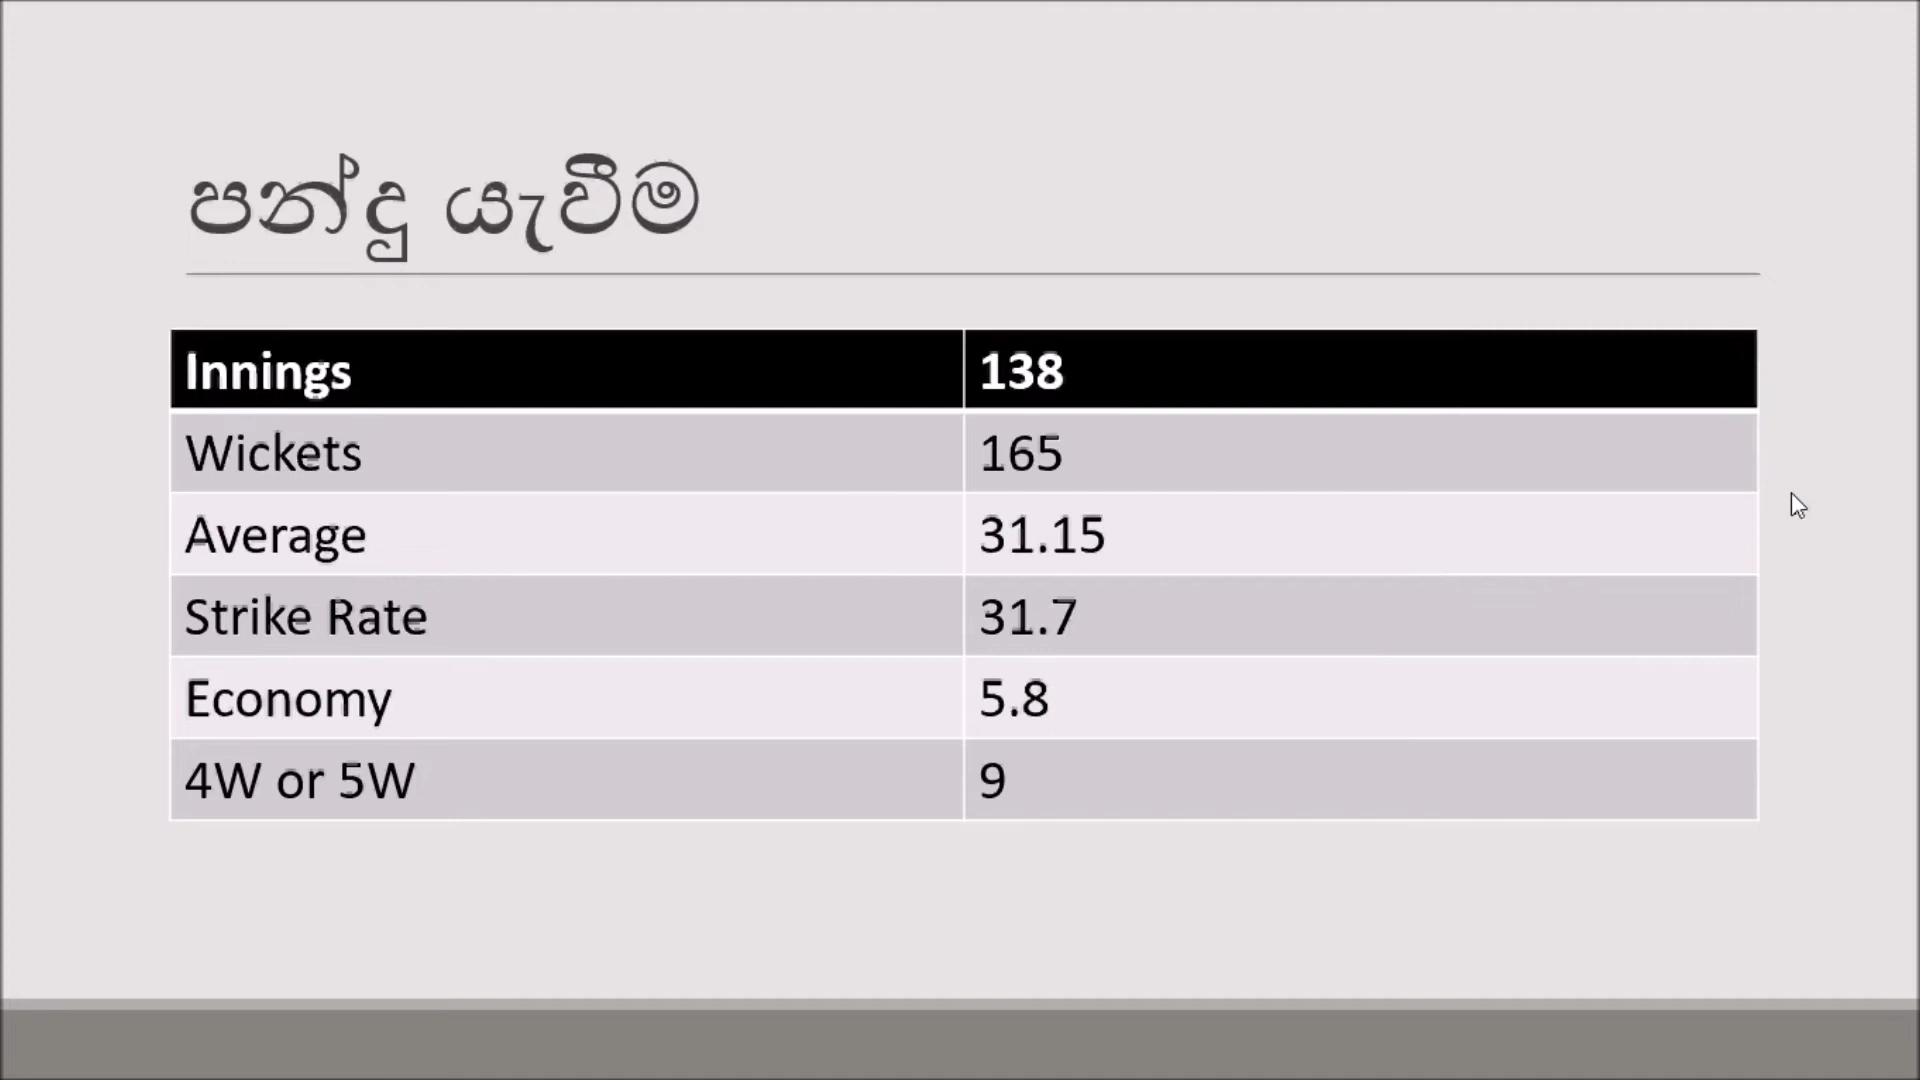 පන්දු යැවීම
Innings 138
Wickets 165
Average 31.15
Strike Rate 31.7
Economy 5.8
4W or 5W 9